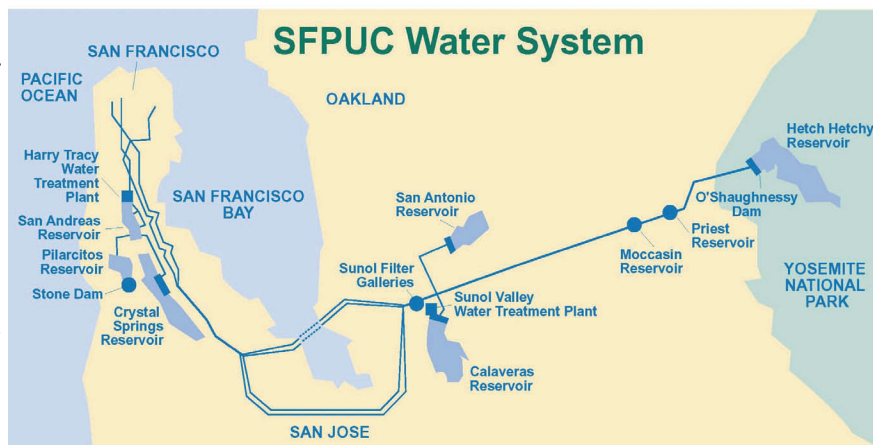 SFPUC Water System
SAN FRANCISCO
PACIFIC
OCEAN
OAKLAND
Hetch Hetchy
Reservoir
Harry Tracy
Water
Treatment
Plant
SAN FRANCISCO
BAY
San Antonio
Reservoir
O'Shaughnessy
Dam
San Andreas
Reservoir
Priest
Reservoir
Moccasin
Reservoir
Pilarcitos
Reservoir
Stone Dam
Sunol Filter
Galleries
Sunol Valley
Water Treatment Plant
YOSEMITE
NATIONAL
PARK
Crystal
Springs
Reservoir
Calaveras
Reservoir
SAN JOSE